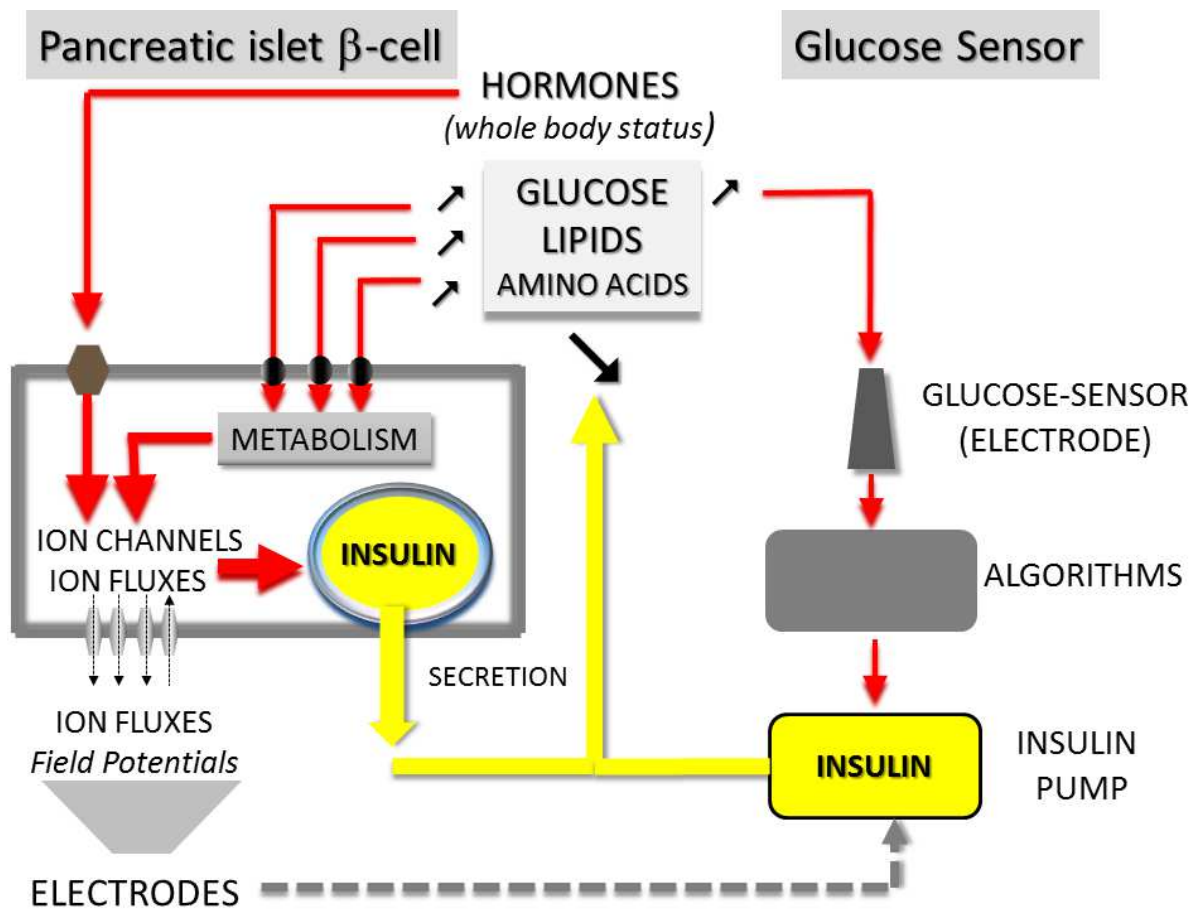 Pancreatic islet β-cell
Glucose Sensor
HORMONES
(whole body status)
GLUCOSE
LIPIDS
AMINO ACIDS
METABOLISM
GLUCOSE-SENSOR
(ELECTRODE)
ION CHANNELS
ION FLUXES
INSULIN
ALGORITHMS
SECRETION
ION FLUXES
Field Potentials
INSULIN
INSULIN
PUMP
ELECTRODES